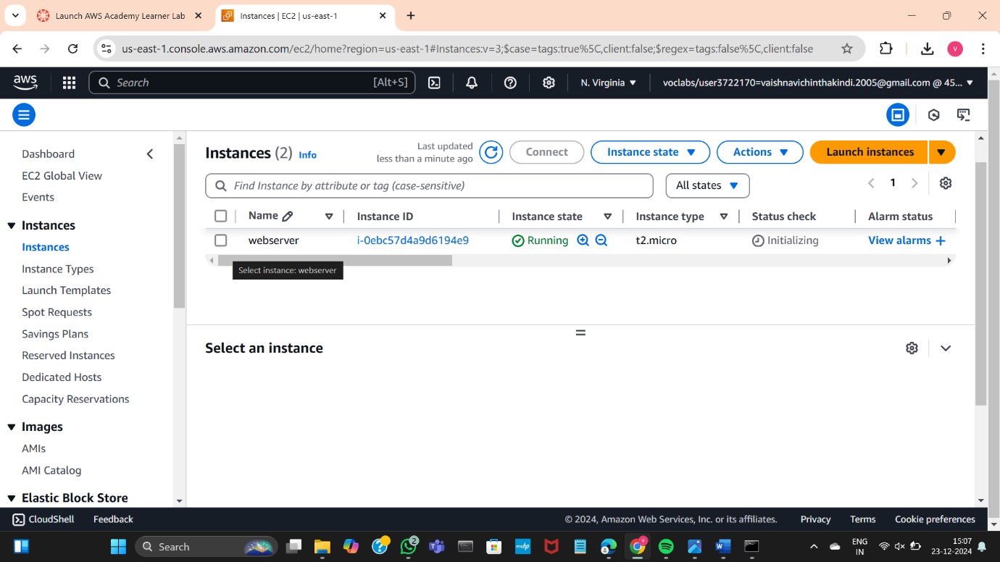 Launch AWS Academy Learner Lab
Instances | EC2 | us-east-1
us-east-1.console.aws.amazon.com/ec2/home?region=us-east-1#Instances:v=3;$case=tags:true%5C,client:false;$regex=tags:false%5C,client:false
V
aws
Search [Alt+S]
N. Virginia
voclabs/user3722170=vaishnavichinthakindi.2005@gmail.com @ 45...
Dashboard
EC2 Global View
Events
Instances
Instances
Instance Types
Launch Templates
Spot Requests
Savings Plans
Reserved Instances
Dedicated Hosts
Capacity Reservations
Images
AMIs
AMI Catalog
Elastic Block Store
Instances (2) Info
Last updated
less than a minute ago
Connect
Instance state
Actions
Launch instances
Find Instance by attribute or tag (case-sensitive)
All states
1
Name Instance ID Instance state Instance type Status check Alarm status
webserver i-0ebc57d4a9d6194e9 Running t2.micro Initializing View alarms +
Select instance: webserver
Select an instance
CloudShell Feedback © 2024, Amazon Web Services, Inc. or its affiliates. Privacy Terms Cookie preferences
Search
2
myhp
ENG
IN
15:07
23-12-2024